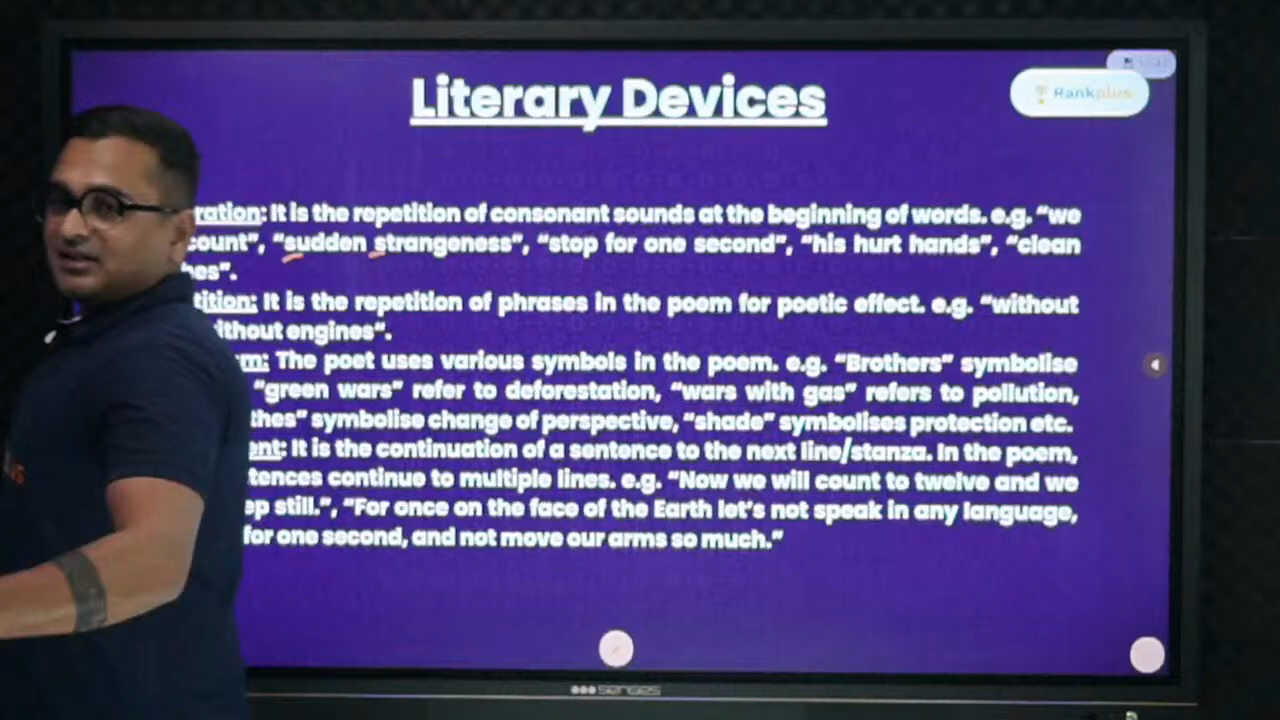 Literary Devices
Rankplus
ration: It is the repetition of consonant sounds at the beginning of words. e.g. “we
count”, “sudden strangeness”, “stop for one second”, “his hurt hands”, “clean
hes”.
tition: It is the repetition of phrases in the poem for poetic effect. e.g. “without
ithout engines”.
m: The poet uses various symbols in the poem. e.g. “Brothers” symbolise
“green wars” refer to deforestation, “wars with gas” refers to pollution,
thes” symbolise change of perspective, “shade” symbolises protection etc.
ent: It is the continuation of a sentence to the next line/stanza. In the poem,
tences continue to multiple lines. e.g. “Now we will count to twelve and we
ep still.”, “For once on the face of the Earth let’s not speak in any language,
for one second, and not move our arms so much.”
senses